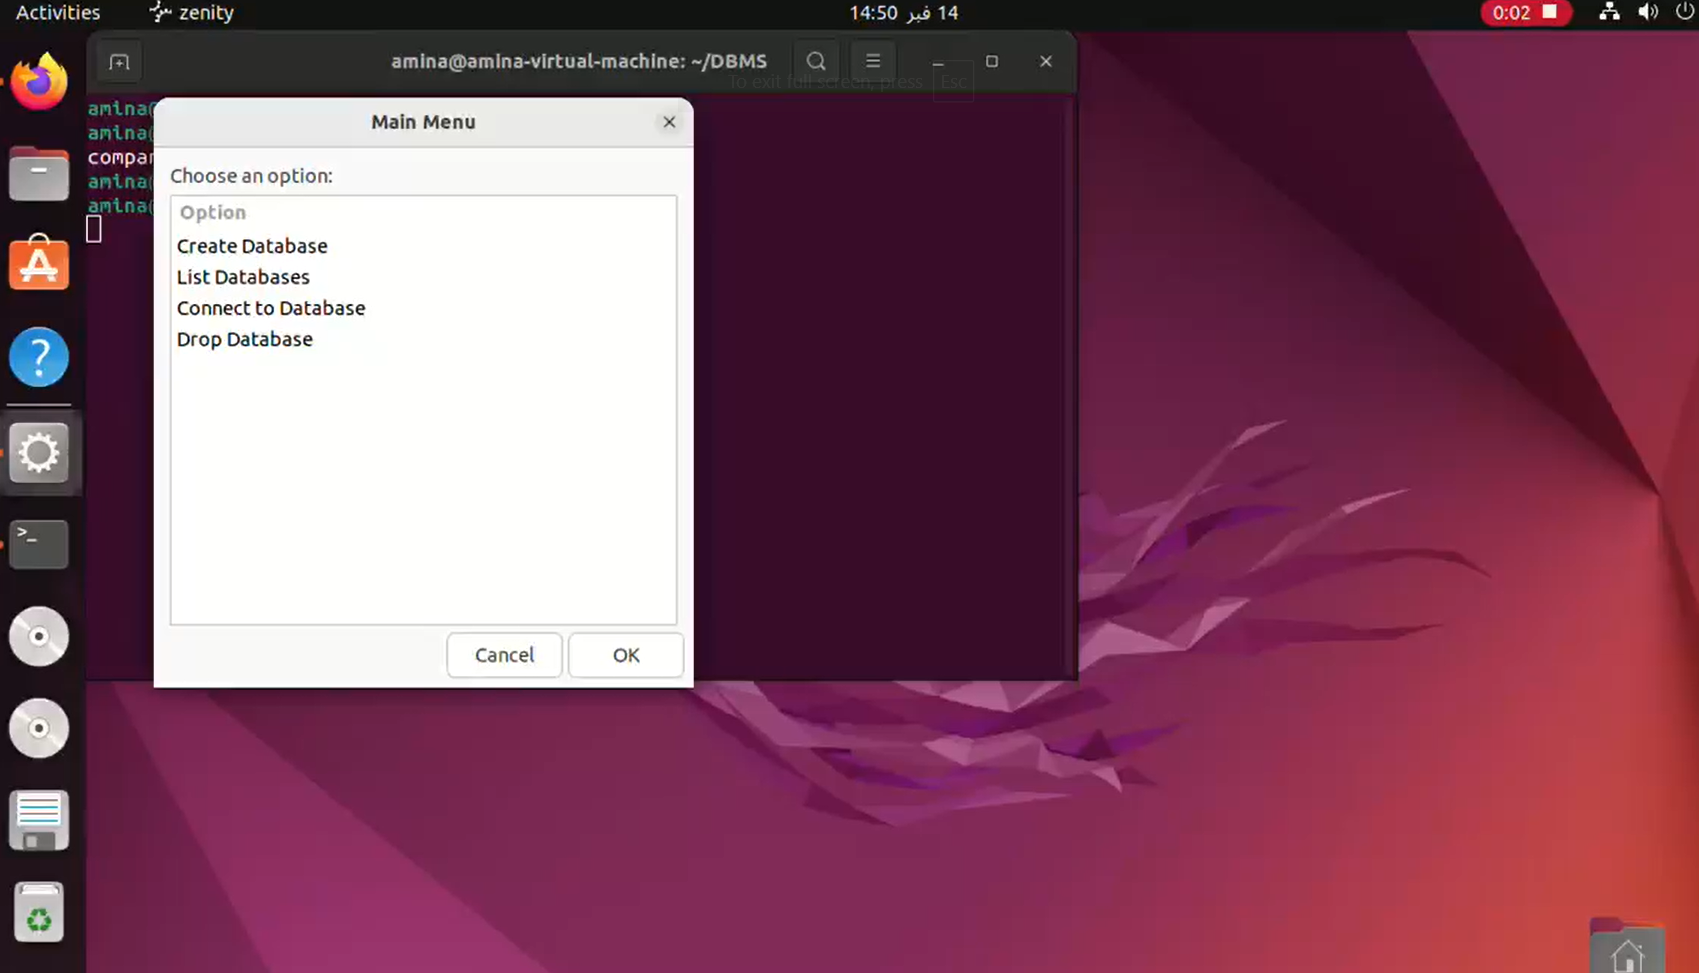 Activities
zenity
14 فبر 14:50
0:02
amina@amina-virtual-machine: ~/DBMS
To exit full screen, press Esc
amina@
amina@
compan
amina@
amina@
Main Menu
Choose an option:
Option
Create Database
List Databases
Connect to Database
Drop Database
Cancel
OK